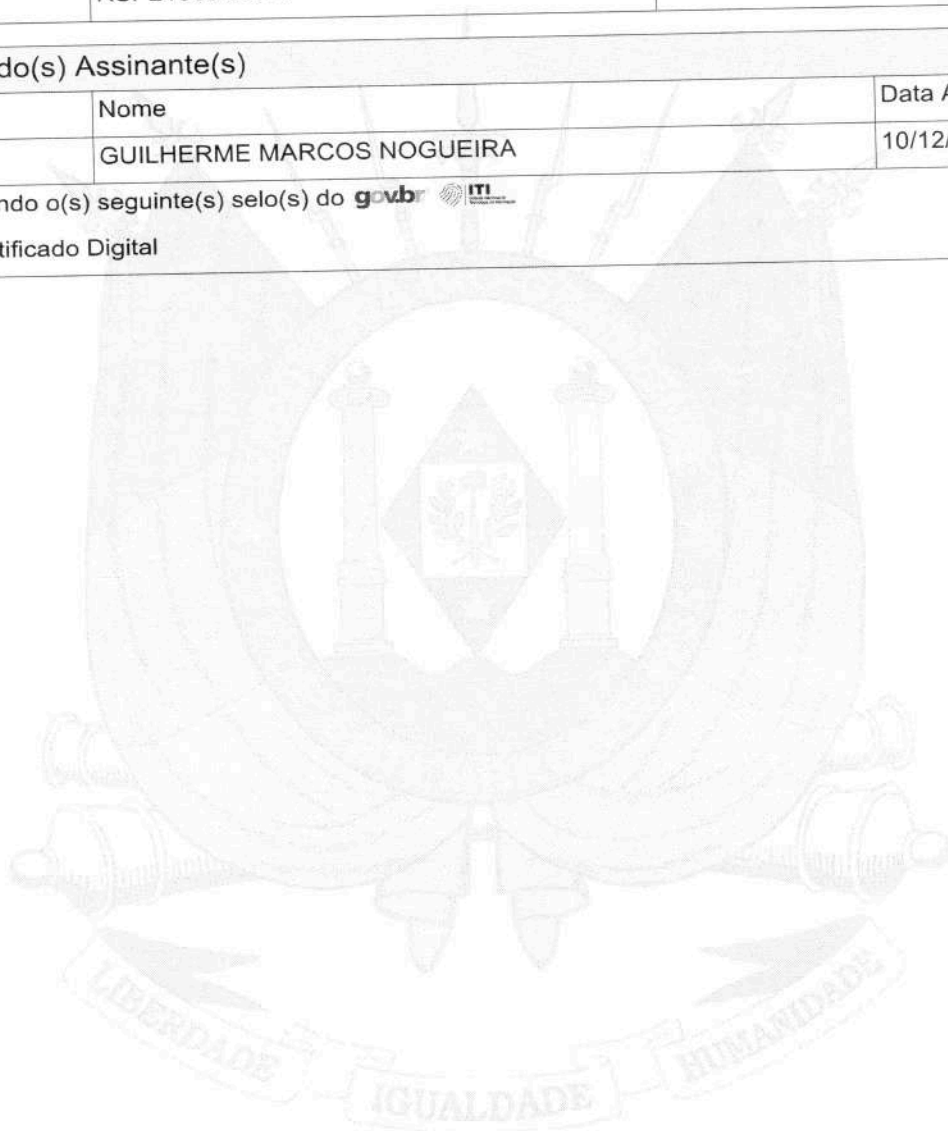 do(s) Assinante(s)
Nome
Data A
GUILHERME MARCOS NOGUEIRA
10/12/
ndo o(s) seguinte(s) selo(s) do gov.br ITI
tificado Digital
LIBERDADE
IGUALDADE
HUMANIDADE